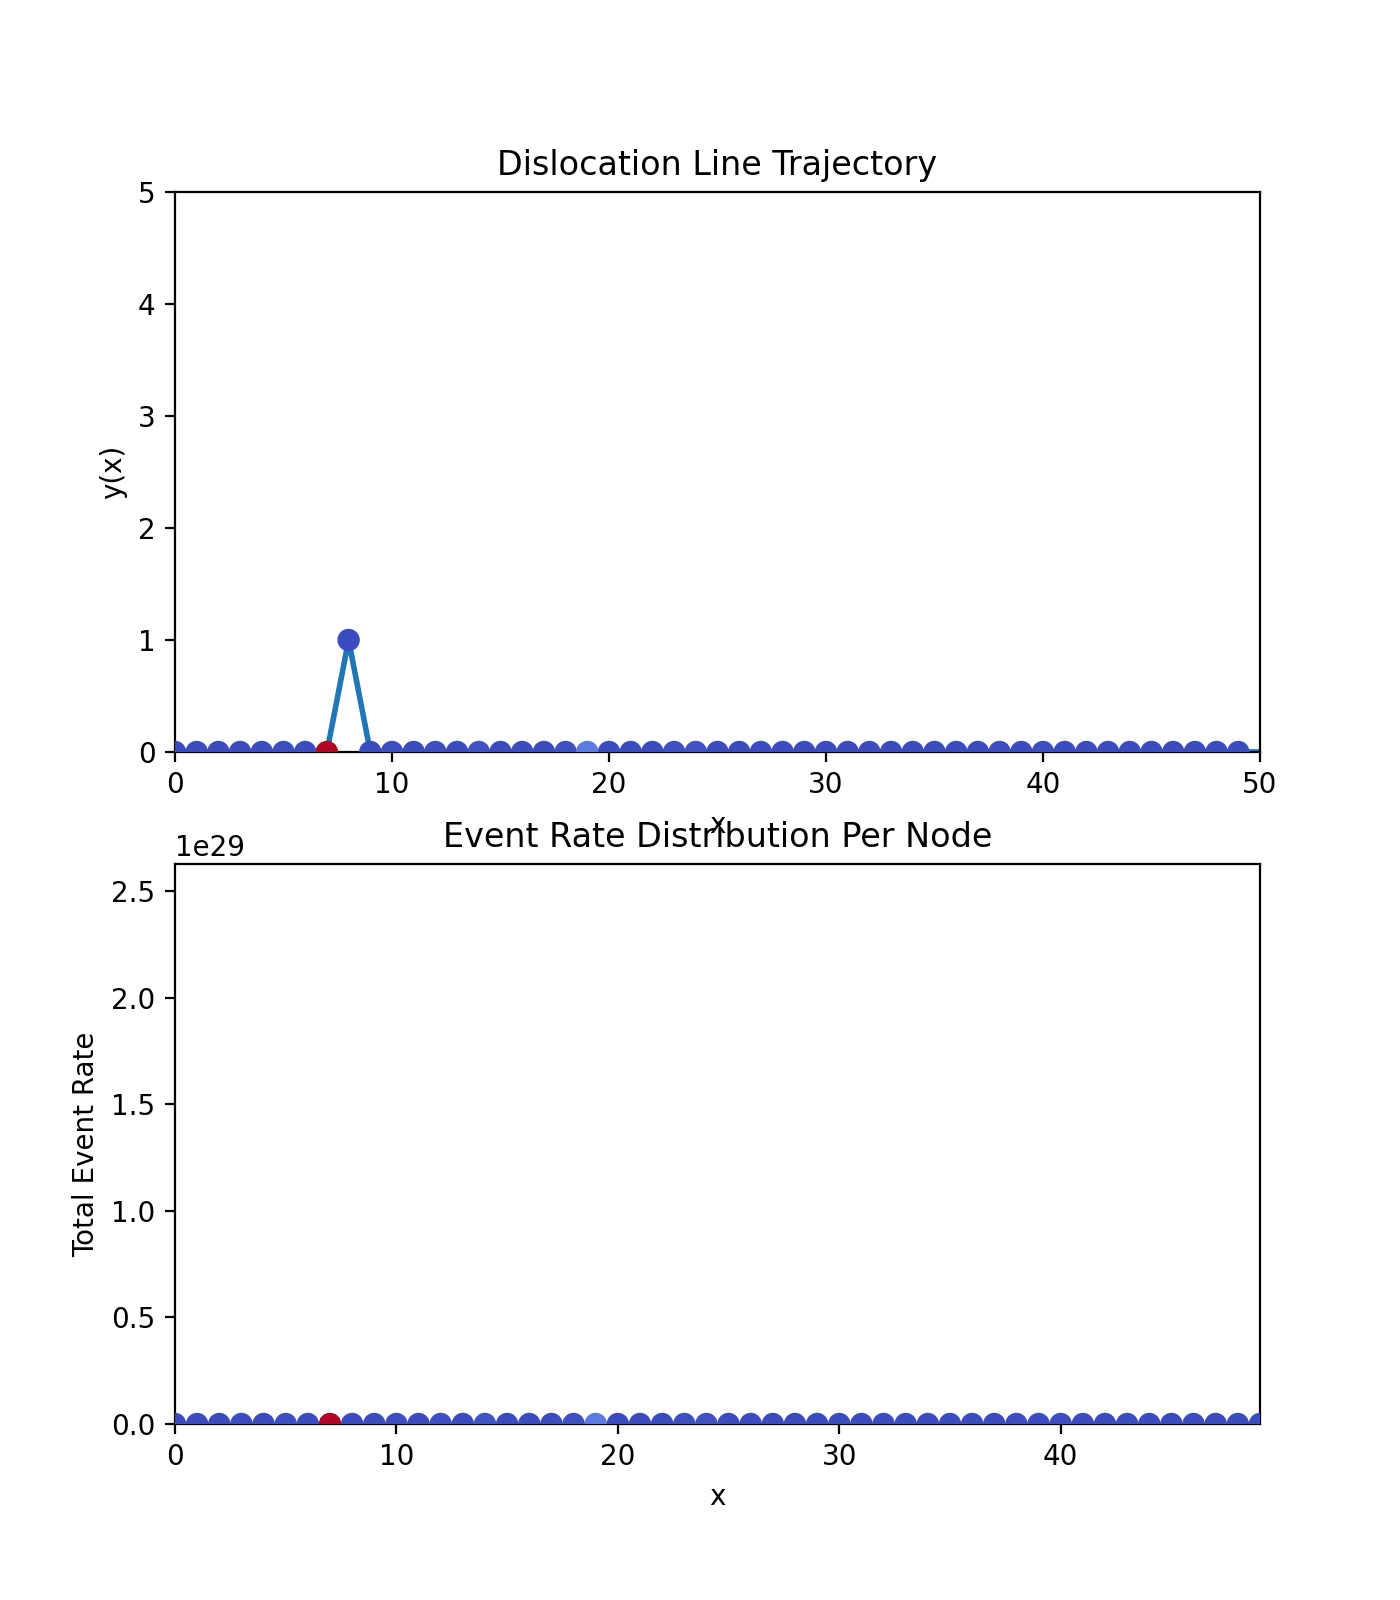 Dislocation Line Trajectory
5
4
3
2
1
0
y(x)
0 10 20 30 40 50
x
Event Rate Distribution Per Node
1e29
2.5
2.0
1.5
1.0
0.5
0.0
Total Event Rate
0 10 20 30 40
x